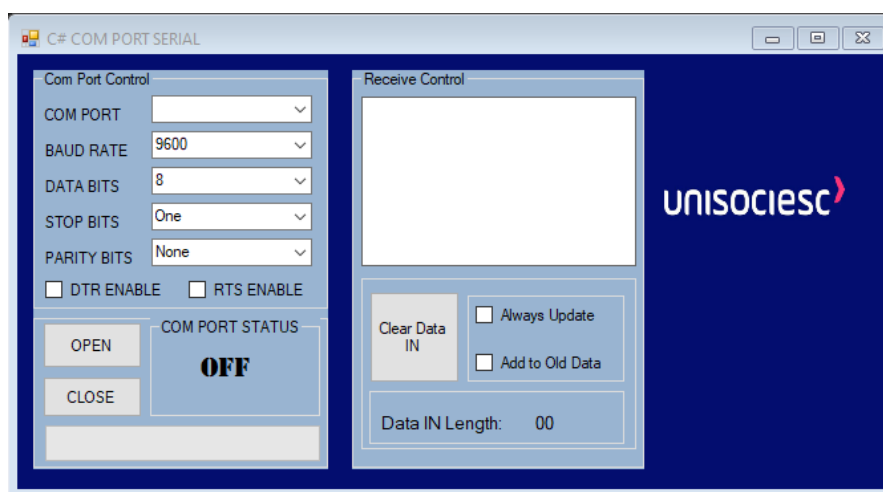 C# COM PORT SERIAL
Com Port Control
COM PORT
BAUD RATE 9600
DATA BITS 8
STOP BITS One
PARITY BITS None
DTR ENABLE RTS ENABLE
OPEN
CLOSE
COM PORT STATUS
OFF
Receive Control
Clear Data
IN
Always Update
Add to Old Data
Data IN Length: 00
unisociesc